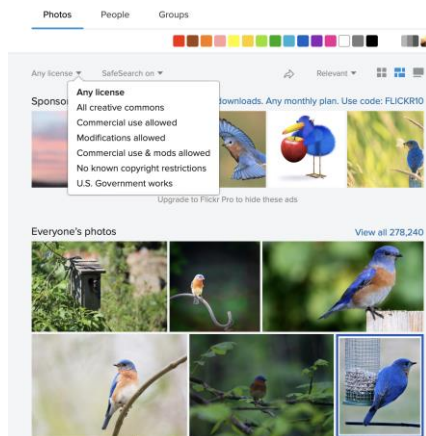 Photos People Groups
Any license SafeSearch on Relevant
Any license
All creative commons
Commercial use allowed
Modifications allowed
Commercial use & mods allowed
No known copyright restrictions
U.S. Government works
Sponso
downloads. Any monthly plan. Use code: FLICKR10
Upgrade to Flickr Pro to hide these ads
Everyone's photos View all 278,240